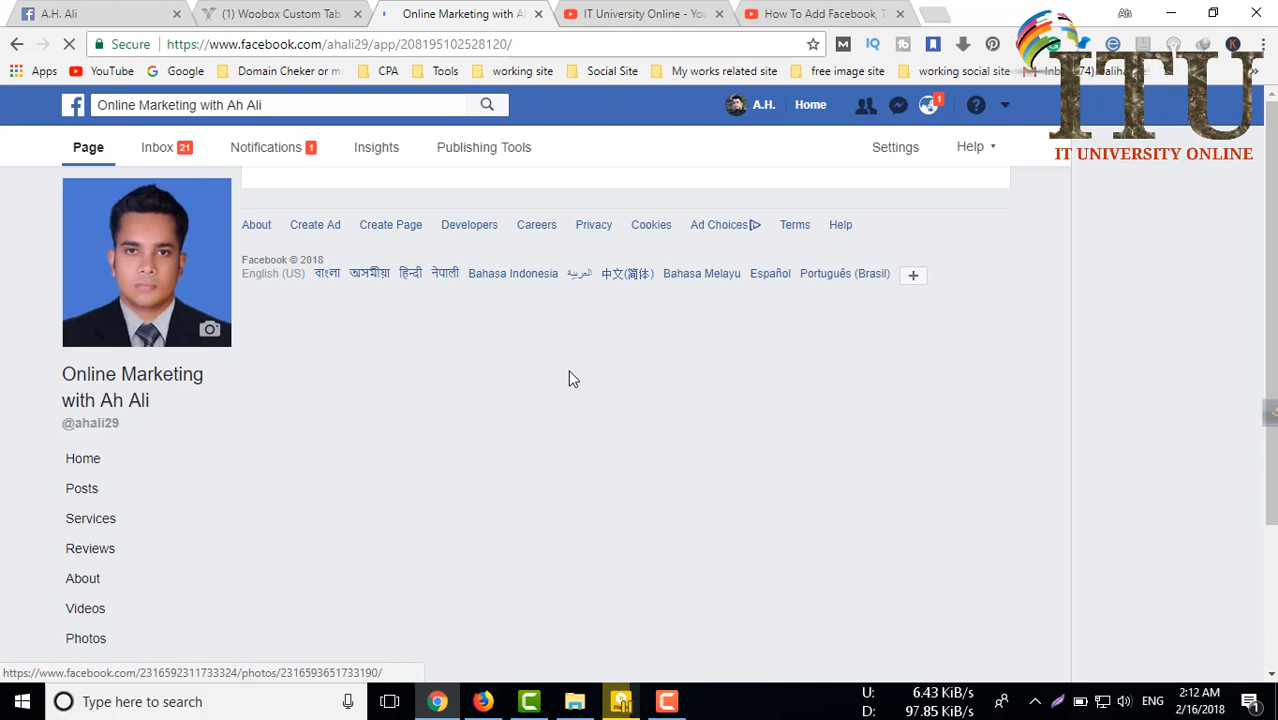 A.H. Ali
(1) Woobox Custom Tab
Online Marketing with A
IT University Online - You
How To Add Facebook, T
Ah
Secure
https://www.facebook.com/ahali29/app/208195102528120/
Apps
YouTube
Google
Domain Cheker or m
CPA
Tools
working site
Social Site
My works related site
free image site
working social site
ITU
IT UNIVERSITY ONLINE
Online Marketing with Ah Ali
A.H.
Home
1
Page
Inbox 21
Notifications 1
Insights
Publishing Tools
Settings
Help
About
Create Ad
Create Page
Developers
Careers
Privacy
Cookies
Ad Choices
Terms
Help
Facebook © 2018
English (US) বাংলা অসমীয়া हिन्दी नेपाली Bahasa Indonesia العربية 中文(简体) Bahasa Melayu Español Português (Brasil)
Online Marketing
with Ah Ali
@ahali29
Home
Posts
Services
Reviews
About
Videos
Photos
https://www.facebook.com/2316592311733324/photos/2316593651733190/
Type here to search
U: 6.43 KiB/s
D: 97.85 KiB/s
ENG
2:12 AM
2/16/2018
1